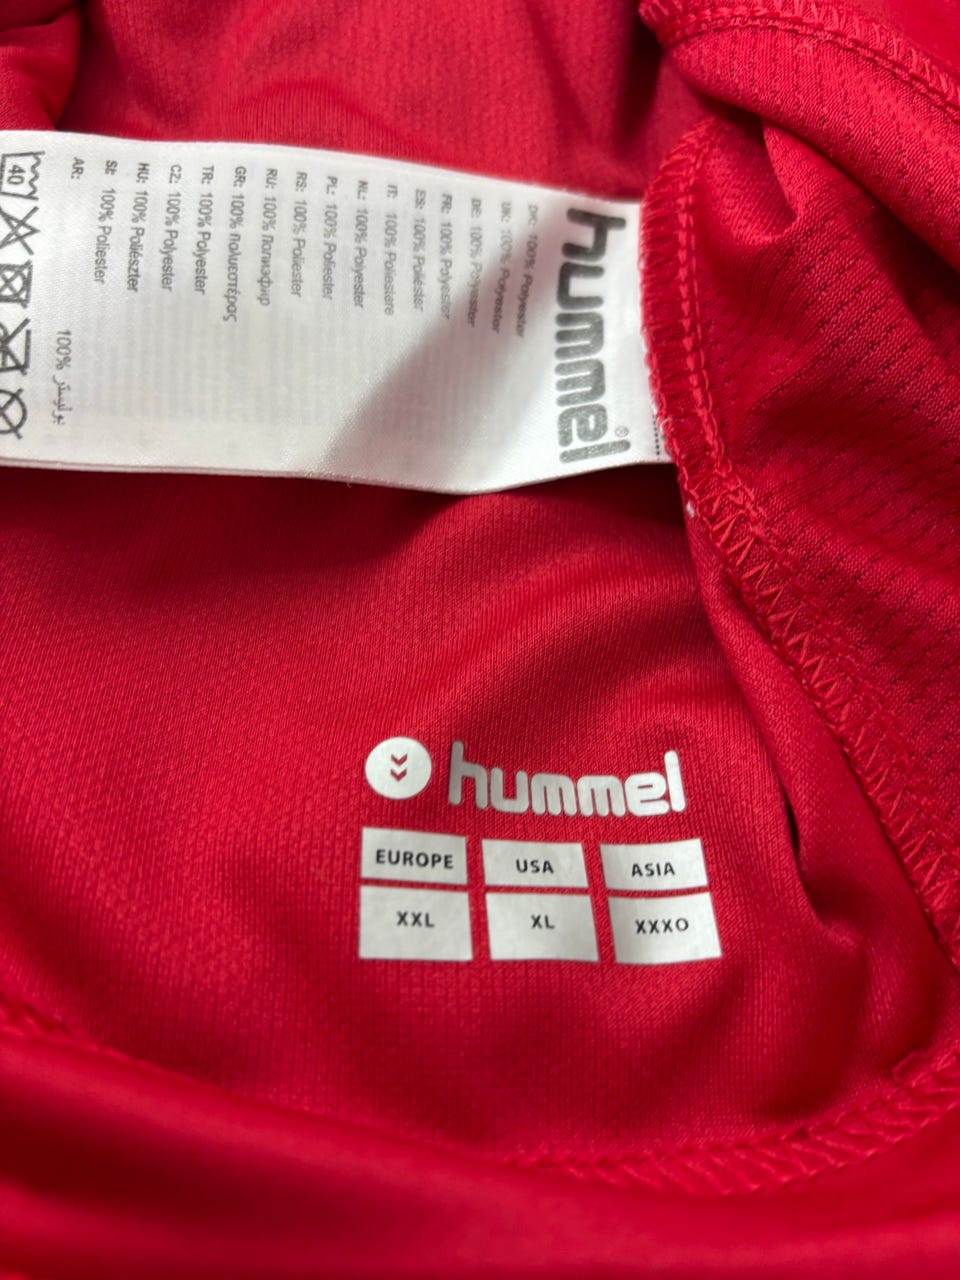 hummel®
DK: 100% Polyester
UK: 100% Polyester
DE: 100% Polyester
FR: 100% Polyester
ES: 100% Poliéster
IT: 100% Poliestere
NL: 100% Polyester
PL: 100% Poliester
RS: 100% Poliester
RU: 100% Полиэфир
GR: 100% πολυεστέρας
TR: 100% Polyester
CZ: 100% Polyester
HU: 100% Poliészter
SI: 100% Poliester
AR: 100% بوليستر
40
hummel
EUROPE USA ASIA
XXL XL XXXO